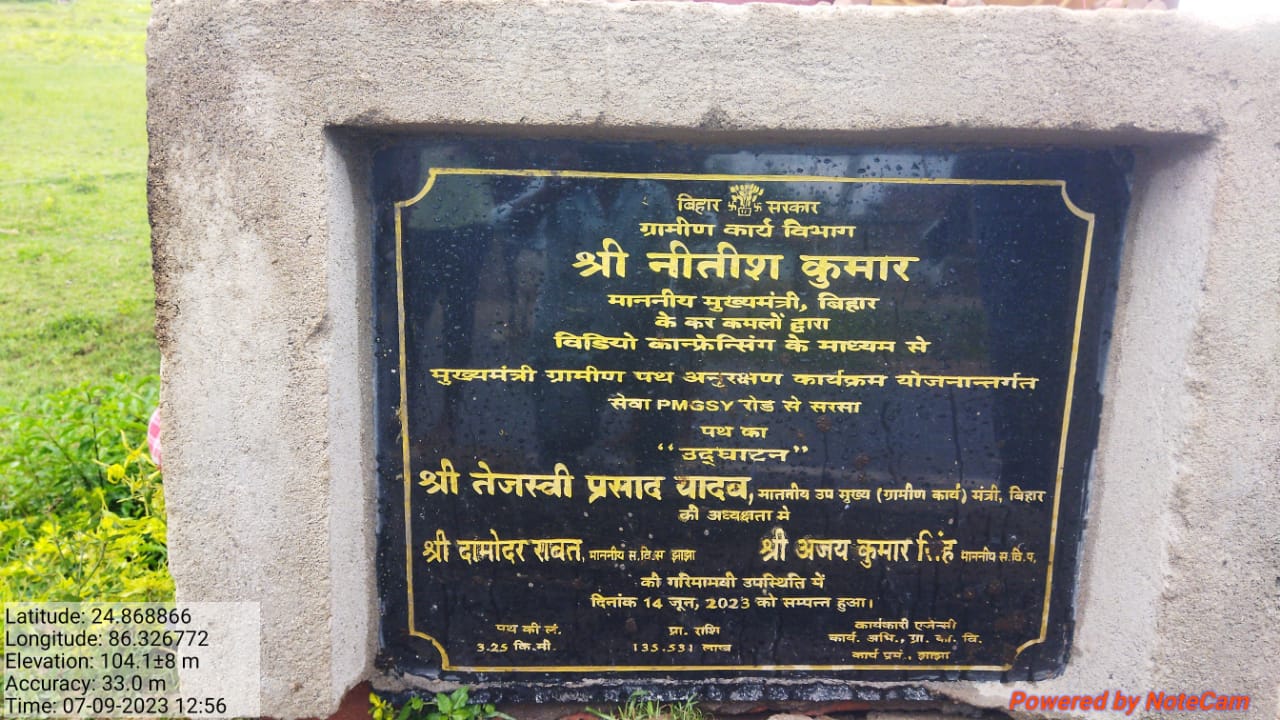 बिहार सरकार
ग्रामीण कार्य विभाग
श्री नीतीश कुमार
माननीय मुख्यमंत्री, बिहार
के कर कमलों द्वारा
विडियो कान्फ्रेन्सिंग के माध्यम से
मुख्यमंत्री ग्रामीण पथ अनुरक्षण कार्यक्रम योजनान्तर्गत
सेवा PMGSY रोड से सरसा
पथ का
“उद्घाटन”
श्री तेजस्वी प्रसाद यादव, माननीय उप मुख्य (ग्रामीण कार्य) मंत्री, बिहार
की अध्यक्षता मे
श्री दामोदर रावत, माननीय स.वि.स झाझा श्री अजय कुमार सिंह माननीय स.वि.प.
की गरिमामयी उपस्थिति में
दिनांक 14 जून, 2023 को सम्पन्न हुआ।
पथ की लं. प्रा. राशि कार्यकारी एजेन्सी
3.25 कि.मी. 135.531 लाख कार्य. अभि., ग्रा. का. वि.
कार्य प्रमं., झाझा
Latitude: 24.868866
Longitude: 86.326772
Elevation: 104.1±8 m
Accuracy: 33.0 m
Time: 07-09-2023 12:56
Powered by NoteCam